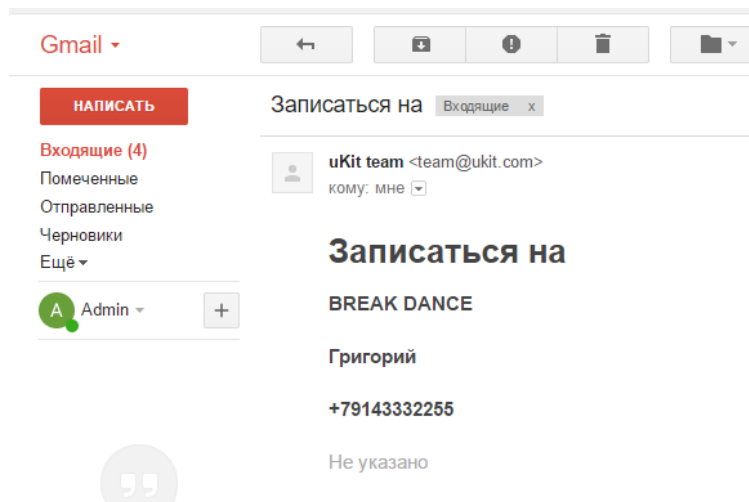 Gmail
НАПИСАТЬ
Входящие (4)
Помеченные
Отправленные
Черновики
Ещё
A Admin
+
Записаться на Входящие x
uKit team <team@ukit.com>
кому: мне
Записаться на
BREAK DANCE
Григорий
+79143332255
Не указано